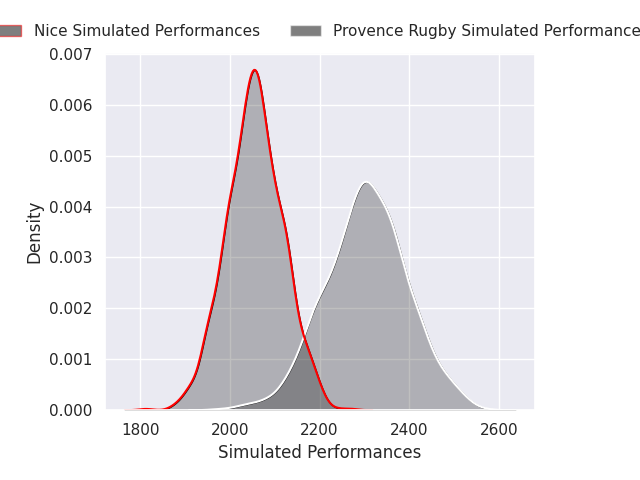 Nice Simulated Performances Provence Rugby Simulated Performance
0.007
0.006
0.005
0.004
0.003
0.002
0.001
0.000
Density
1800 2000 2200 2400 2600
Simulated Performances